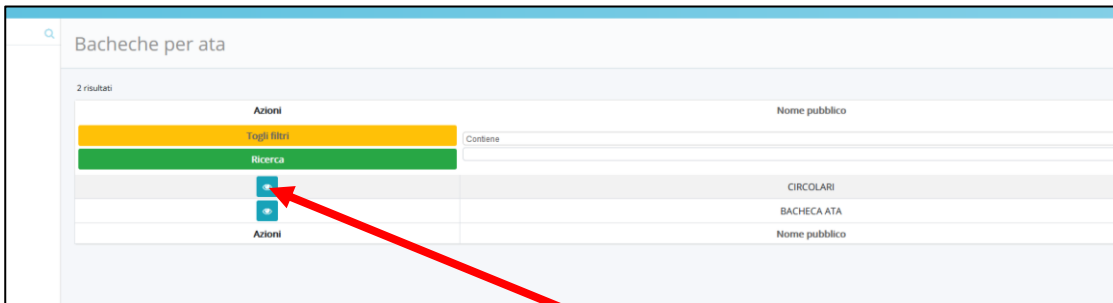 Bacheche per ata
2 risultati
Azioni Nome pubblico
Togli filtri
Contiene
Ricerca
CIRCOLARI
BACHECA ATA
Azioni Nome pubblico